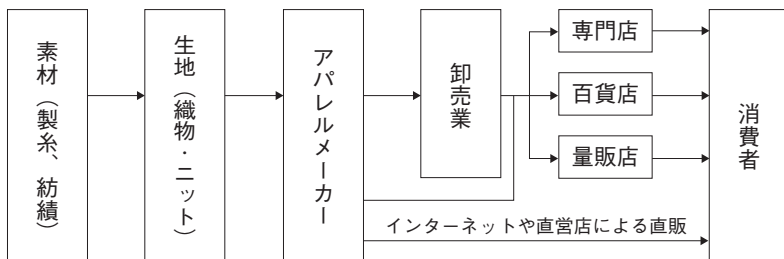 素材（製糸、紡績）
生地（織物・ニット）
アパレルメーカー
卸売業
専門店
百貨店
量販店
インターネットや直営店による直販
消費者